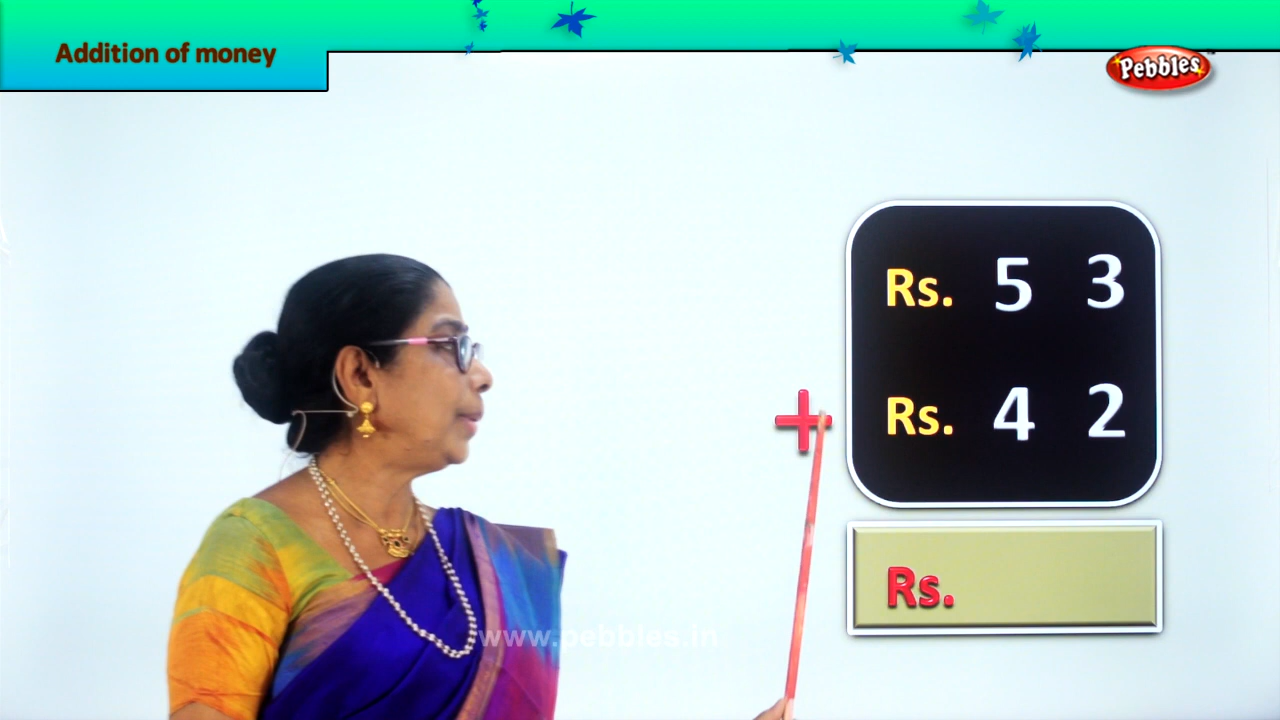 Addition of money
Pebbles
Rs. 5 3
+ Rs. 4 2
Rs.
www.pebbles.in